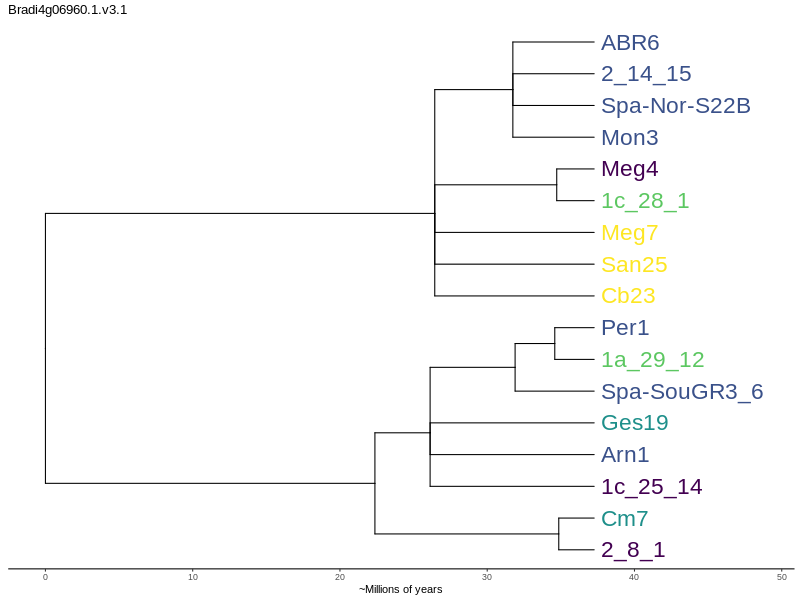 Bradi4g06960.1.v3.1
ABR6
2_14_15
Spa-Nor-S22B
Mon3
Meg4
1c_28_1
Meg7
San25
Cb23
Per1
1a_29_12
Spa-SouGR3_6
Ges19
Arn1
1c_25_14
Cm7
2_8_1
0 10 20 30 40 50
~Millions of years